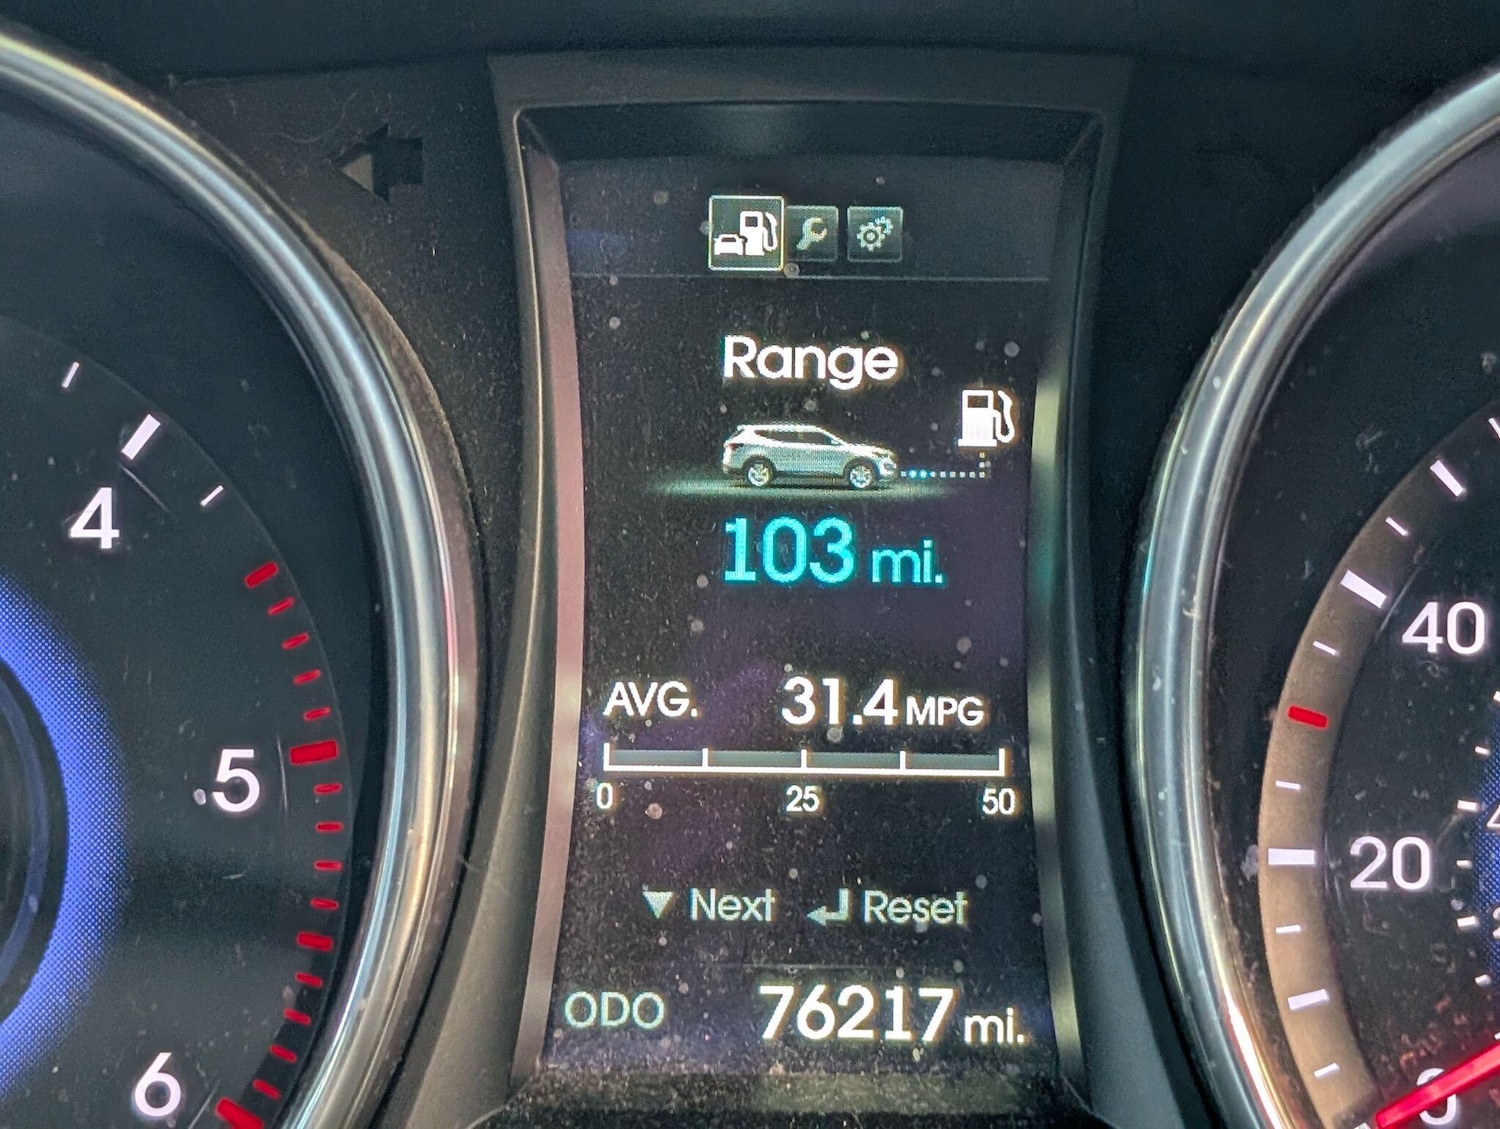 Range
103 mi.
AVG. 31.4 MPG
0 25 50
▼ Next ↵ Reset
ODO 76217 mi.
4
5
6
40
20
0